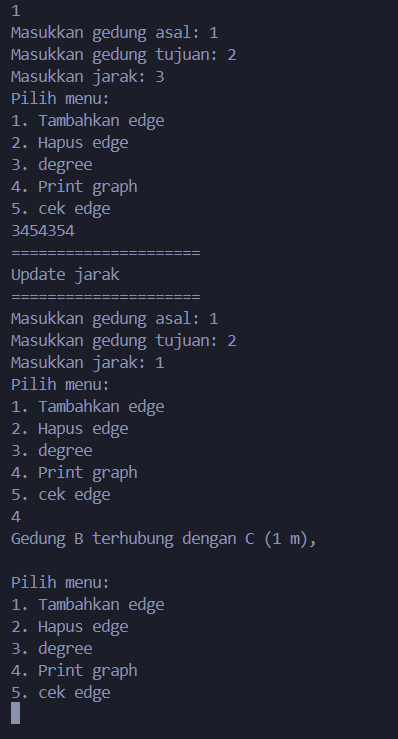 1
Masukkan gedung asal: 1
Masukkan gedung tujuan: 2
Masukkan jarak: 3
Pilih menu:
1. Tambahkan edge
2. Hapus edge
3. degree
4. Print graph
5. cek edge
3454354
=====================
Update jarak
=====================
Masukkan gedung asal: 1
Masukkan gedung tujuan: 2
Masukkan jarak: 1
Pilih menu:
1. Tambahkan edge
2. Hapus edge
3. degree
4. Print graph
5. cek edge
4
Gedung B terhubung dengan C (1 m),
Pilih menu:
1. Tambahkan edge
2. Hapus edge
3. degree
4. Print graph
5. cek edge